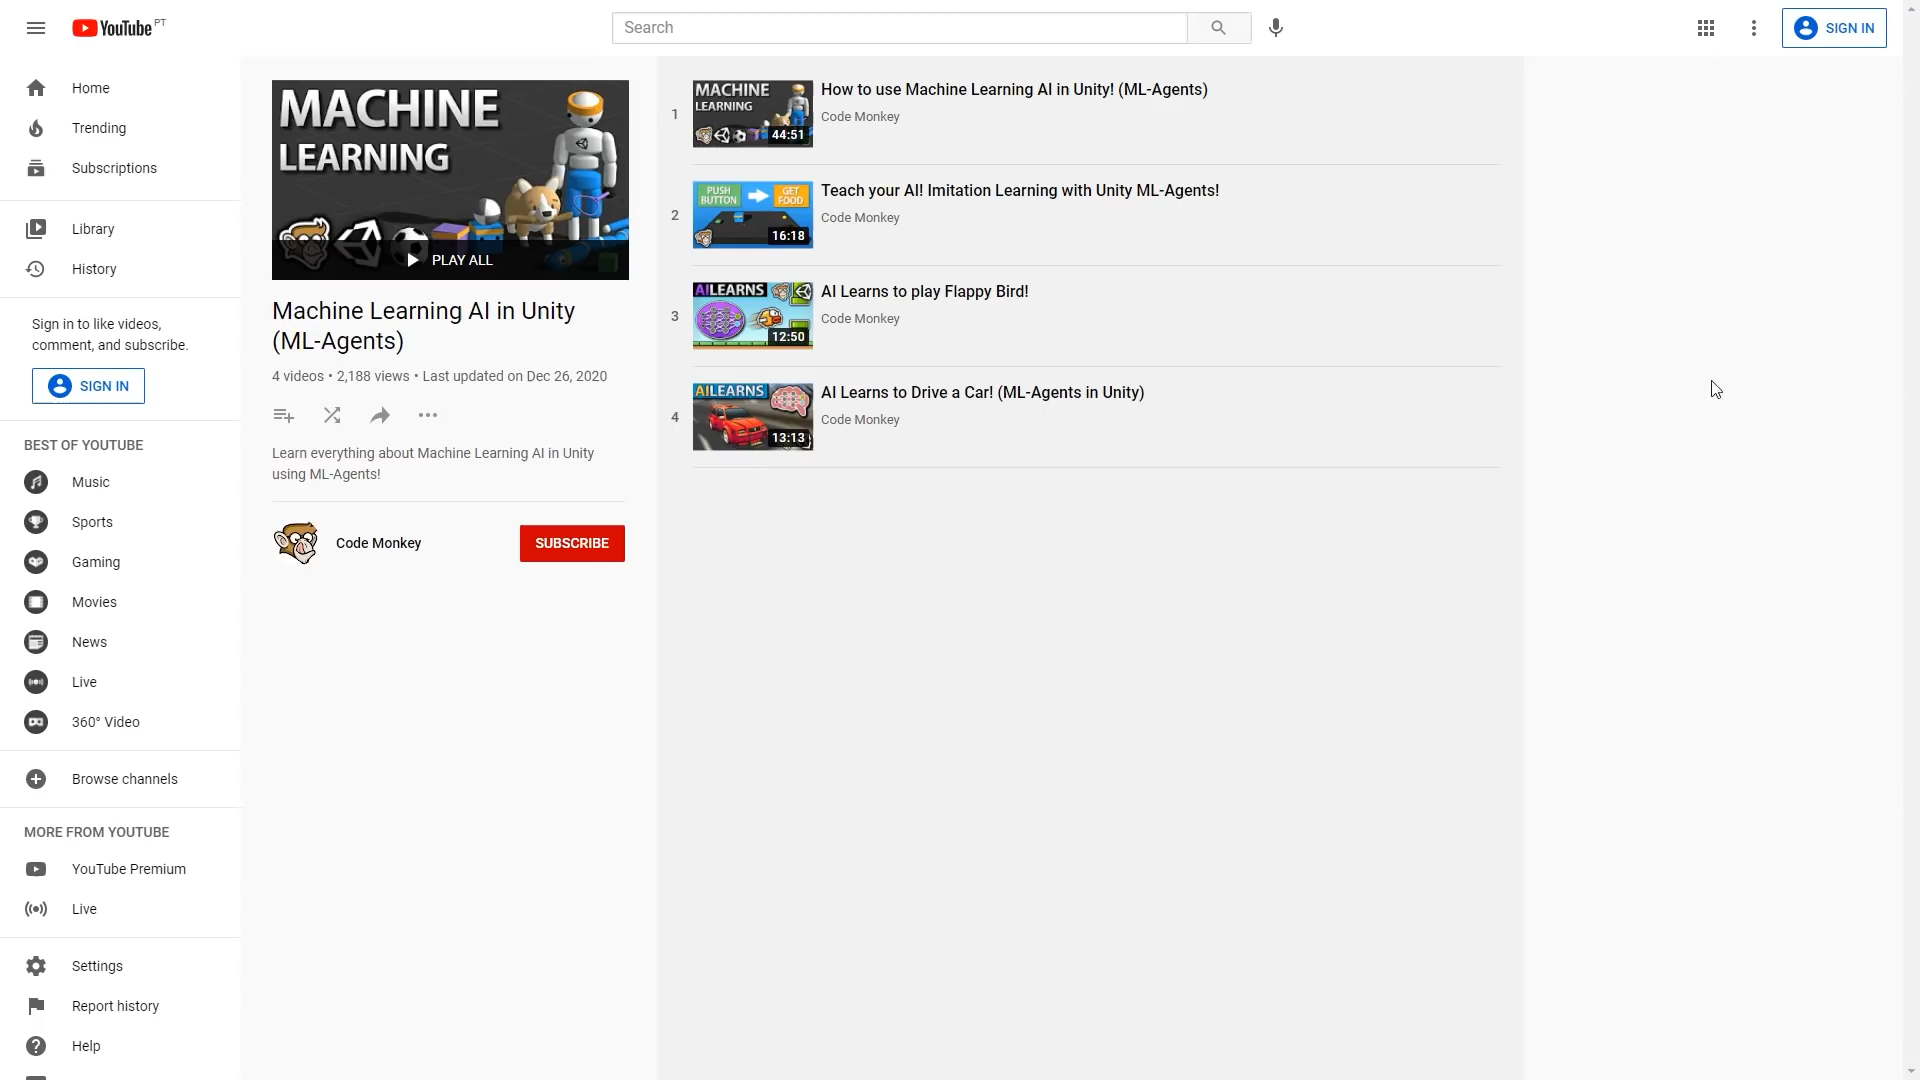 YouTube PT
Search
SIGN IN
Home
Trending
Subscriptions
Library
History
Sign in to like videos,
comment, and subscribe.
SIGN IN
BEST OF YOUTUBE
Music
Sports
Gaming
Movies
News
Live
360° Video
Browse channels
MORE FROM YOUTUBE
YouTube Premium
Live
Settings
Report history
Help
MACHINE
LEARNING
PLAY ALL
Machine Learning AI in Unity
(ML-Agents)
4 videos • 2,188 views • Last updated on Dec 26, 2020
Learn everything about Machine Learning AI in Unity
using ML-Agents!
Code Monkey
SUBSCRIBE
1
MACHINE
LEARNING
44:51
How to use Machine Learning AI in Unity! (ML-Agents)
Code Monkey
2
PUSH
BUTTON
GET
FOOD
16:18
Teach your AI! Imitation Learning with Unity ML-Agents!
Code Monkey
3
AILEARNS
12:50
AI Learns to play Flappy Bird!
Code Monkey
4
AILEARNS
13:13
AI Learns to Drive a Car! (ML-Agents in Unity)
Code Monkey